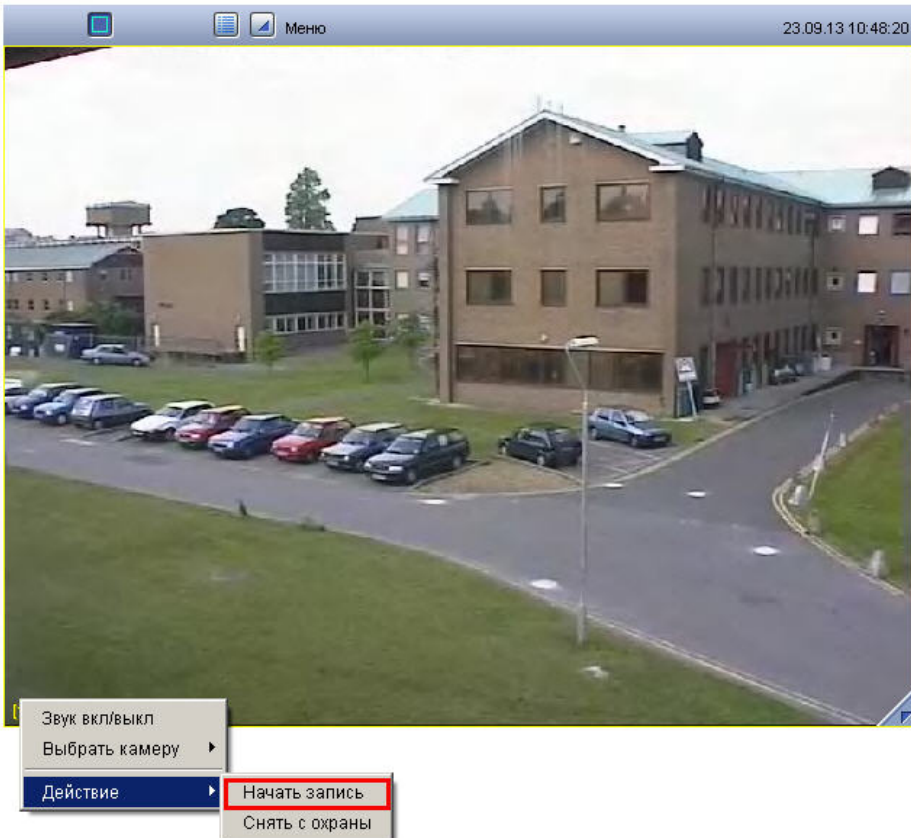 Меню
23.09.13 10:48:20
Звук вкл/выкл
Выбрать камеру
Действие
Начать запись
Снять с охраны